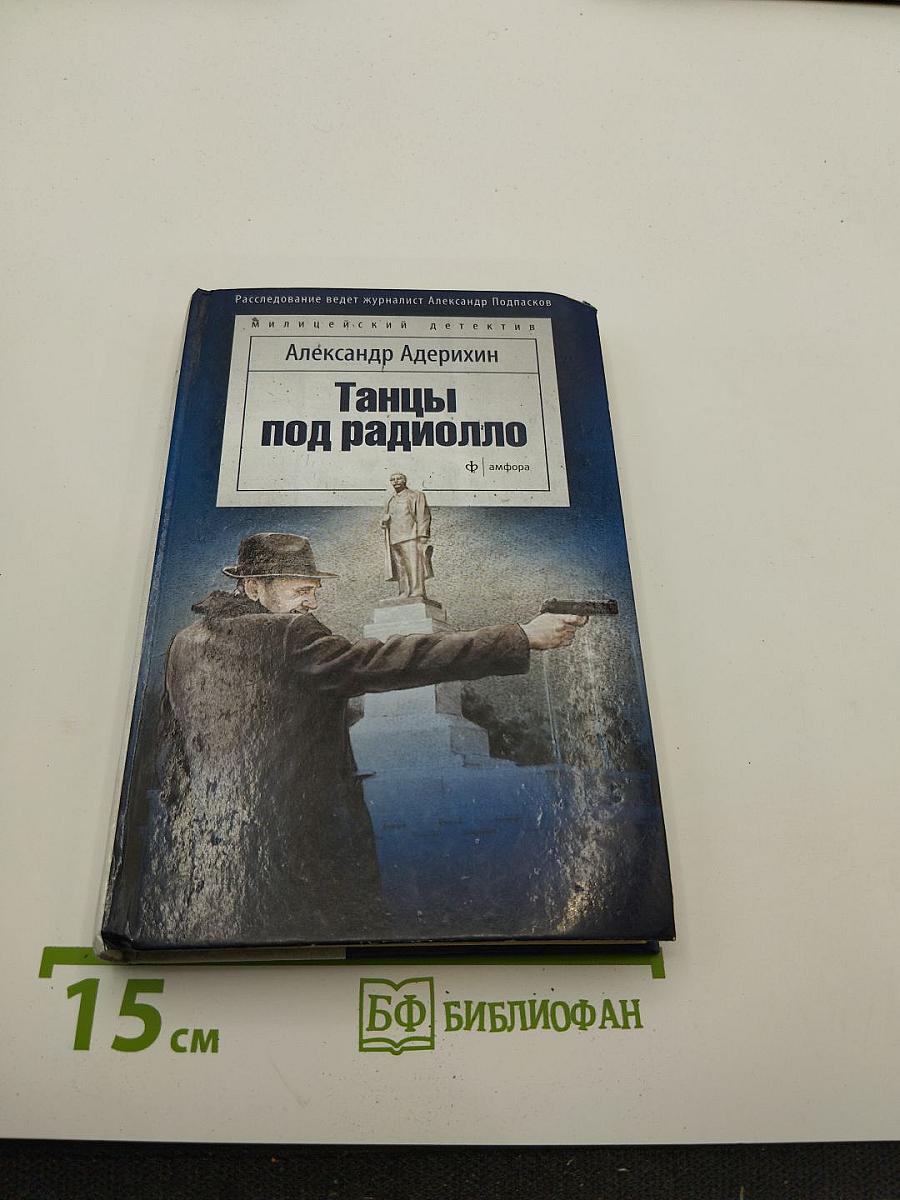 Расследование ведет журналист Александр Подпасков
милицейский детектив
Александр Адерихин
Танцы
под радиолло
ф | амфора
15 см
БФ БИБЛИОФАН